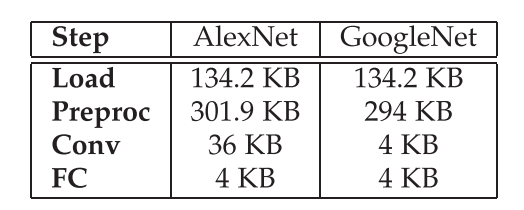 Step AlexNet GoogleNet
Load 134.2 KB 134.2 KB
Preproc 301.9 KB 294 KB
Conv 36 KB 4 KB
FC 4 KB 4 KB